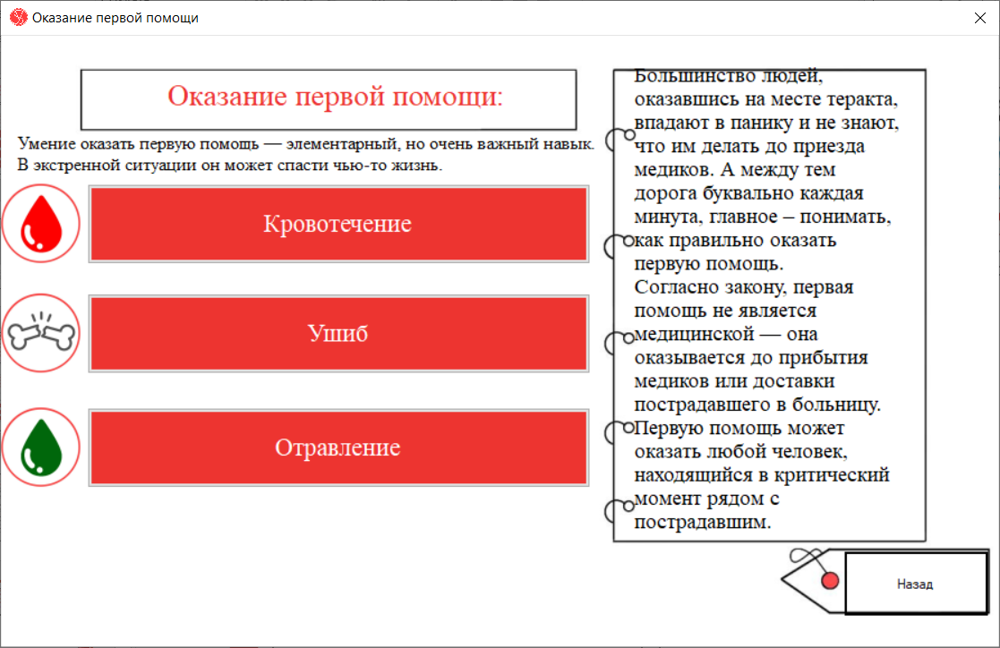 Оказание первой помощи
Оказание первой помощи:
Умение оказать первую помощь — элементарный, но очень важный навык.
В экстренной ситуации он может спасти чью-то жизнь.
Кровотечение
Ушиб
Отравление
Большинство людей,
оказавшись на месте теракта,
впадают в панику и не знают,
что им делать до приезда
медиков. А между тем
дорога буквально каждая
минута, главное – понимать,
как правильно оказать
первую помощь.
Согласно закону, первая
помощь не является
медицинской — она
оказывается до прибытия
медиков или доставки
пострадавшего в больницу.
Первую помощь может
оказать любой человек,
находящийся в критический
момент рядом с
пострадавшим.
Назад